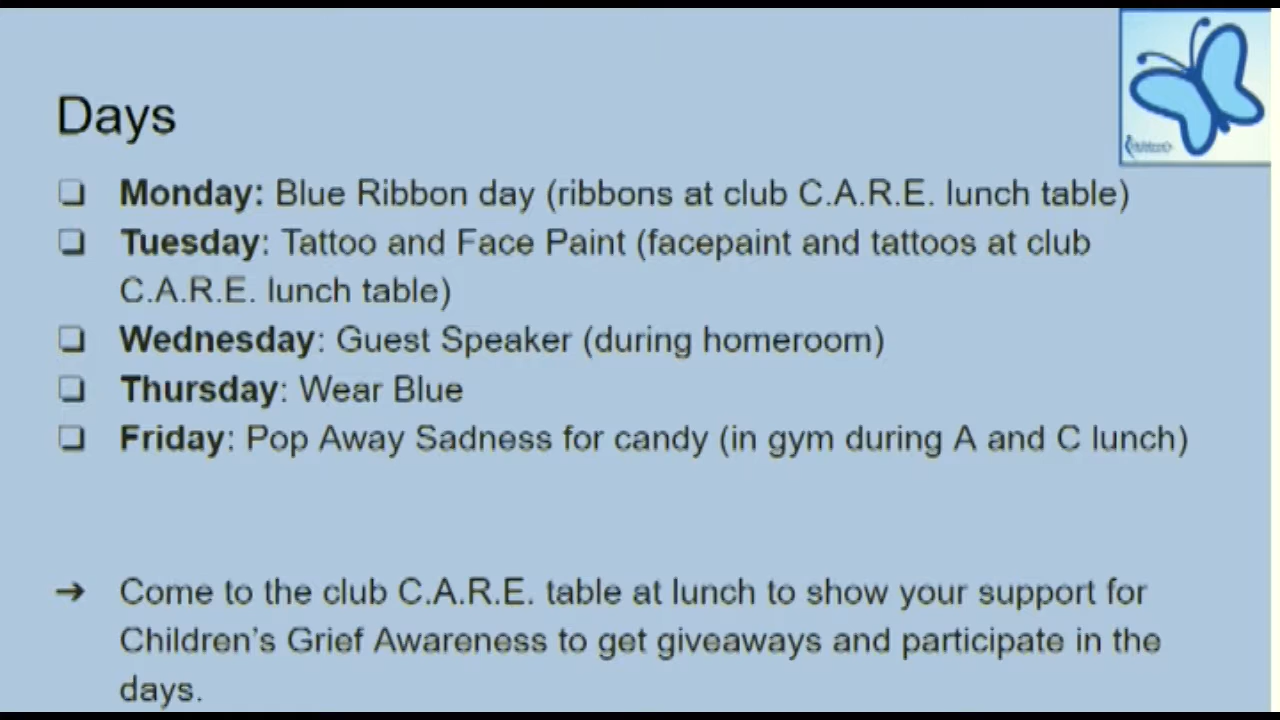 Days
❏ Monday: Blue Ribbon day (ribbons at club C.A.R.E. lunch table)
❏ Tuesday: Tattoo and Face Paint (facepaint and tattoos at club
C.A.R.E. lunch table)
❏ Wednesday: Guest Speaker (during homeroom)
❏ Thursday: Wear Blue
❏ Friday: Pop Away Sadness for candy (in gym during A and C lunch)
➔ Come to the club C.A.R.E. table at lunch to show your support for
Children’s Grief Awareness to get giveaways and participate in the
days.